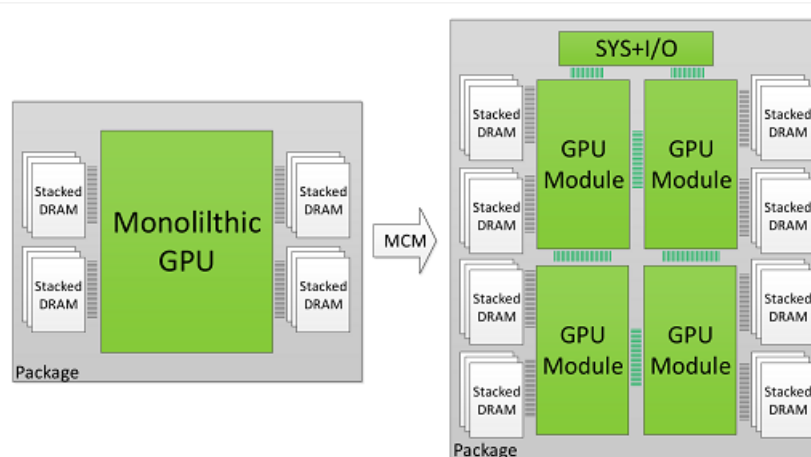 Stacked
DRAM
Stacked
DRAM
Monolilthic
GPU
Stacked
DRAM
Stacked
DRAM
Package
MCM
SYS+I/O
Stacked
DRAM
Stacked
DRAM
Stacked
DRAM
Stacked
DRAM
GPU
Module
GPU
Module
GPU
Module
GPU
Module
Stacked
DRAM
Stacked
DRAM
Stacked
DRAM
Stacked
DRAM
Package